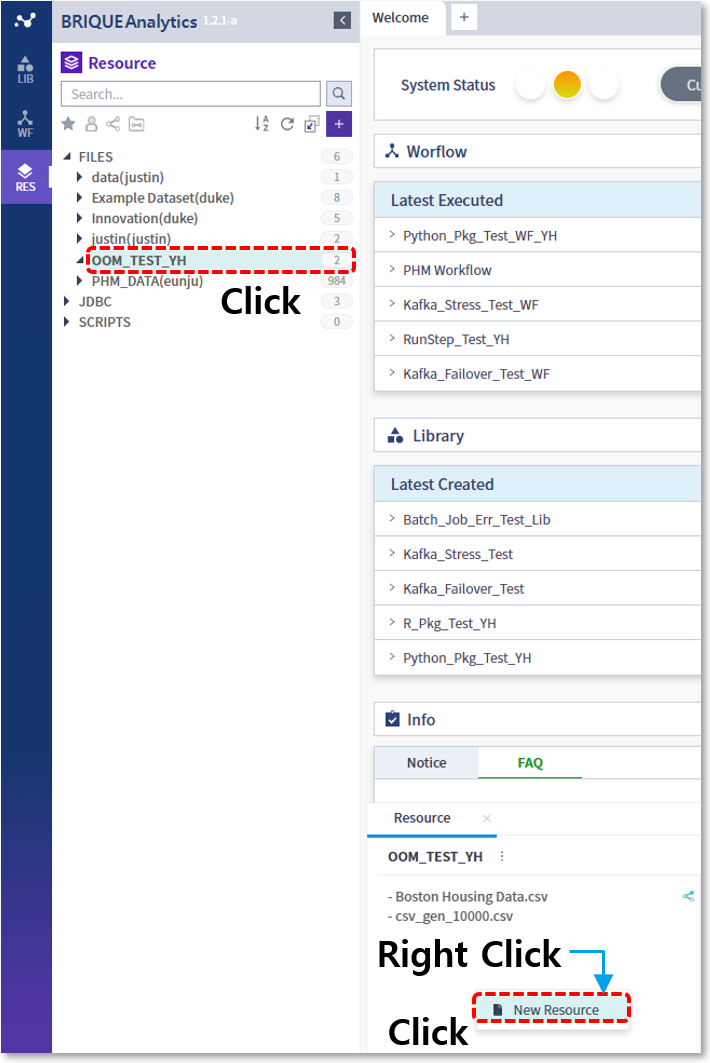 BRIQUE Analytics 1.2.1-a
LIB
WF
RES
Resource
Search...
FILES 6
data(justin) 1
Example Dataset(duke) 8
Innovation(duke) 5
justin(justin) 2
OOM_TEST_YH 2
PHM_DATA(eunju) 984
JDBC 3
SCRIPTS 0
Click
Welcome
System Status Cu
Worflow
Latest Executed
Python_Pkg_Test_WF_YH
PHM Workflow
Kafka_Stress_Test_WF
RunStep_Test_YH
Kafka_Failover_Test_WF
Library
Latest Created
Batch_Job_Err_Test_Lib
Kafka_Stress_Test
Kafka_Failover_Test
R_Pkg_Test_YH
Python_Pkg_Test_YH
Info
Notice FAQ
Resource
OOM_TEST_YH
- Boston Housing Data.csv
- csv_gen_10000.csv
Right Click
New Resource
Click